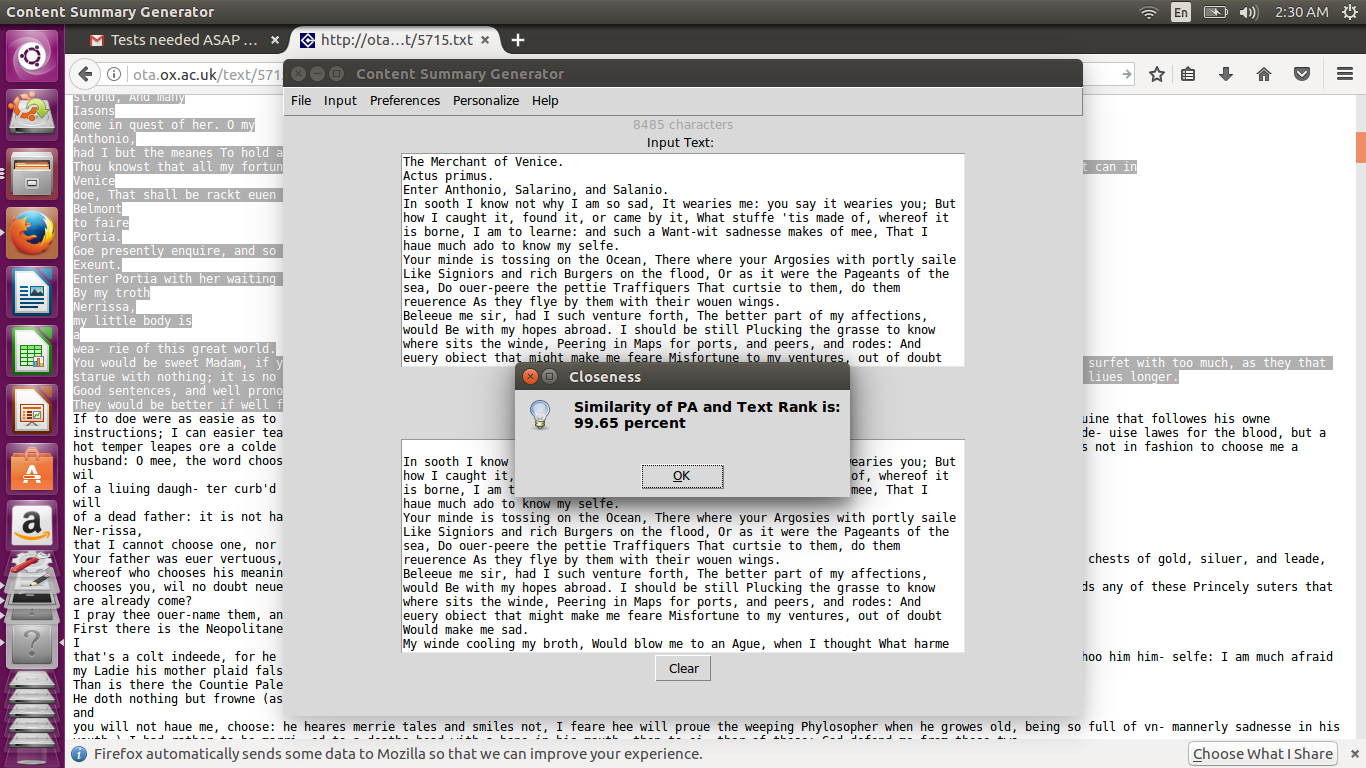 Content Summary Generator
En
2:30 AM
Tests needed ASAP ...
http://ota...t/5715.txt
ota.ox.ac.uk/text/571
Content Summary Generator
File Input Preferences Personalize Help
8485 characters
Input Text:
The Merchant of Venice.
Actus primus.
Enter Anthonio, Salarino, and Salanio.
In sooth I know not why I am so sad, It wearies me: you say it wearies you; But
how I caught it, found it, or came by it, What stuffe 'tis made of, whereof it
is borne, I am to learne: and such a Want-wit sadnesse makes of mee, That I
haue much ado to know my selfe.
Your minde is tossing on the Ocean, There where your Argosies with portly saile
Like Signiors and rich Burgers on the flood, Or as it were the Pageants of the
sea, Do ouer-peere the pettie Traffiquers That curtsie to them, do them
reuerence As they flye by them with their wouen wings.
Beleeue me sir, had I such venture forth, The better part of my affections,
would Be with my hopes abroad. I should be still Plucking the grasse to know
where sits the winde, Peering in Maps for ports, and peers, and rodes: And
euery obiect that might make me feare Misfortune to my ventures, out of doubt
Closeness
Similarity of PA and Text Rank is:
99.65 percent
OK
In sooth I know wearies you; But
how I caught it, of, whereof it
is borne, I am t mee, That I
haue much ado to know my selfe.
Your minde is tossing on the Ocean, There where your Argosies with portly saile
Like Signiors and rich Burgers on the flood, Or as it were the Pageants of the
sea, Do ouer-peere the pettie Traffiquers That curtsie to them, do them
reuerence As they flye by them with their wouen wings.
Beleeue me sir, had I such venture forth, The better part of my affections,
would Be with my hopes abroad. I should be still Plucking the grasse to know
where sits the winde, Peering in Maps for ports, and peers, and rodes: And
euery obiect that might make me feare Misfortune to my ventures, out of doubt
Would make me sad.
My winde cooling my broth, Would blow me to an Ague, when I thought What harme
Clear
strond, And many
Iasons
come in quest of her. O my
Anthonio,
had I but the meanes To hold a
Thou knowst that all my fortun t can in
Venice
doe, That shall be rackt euen
Belmont
to faire
Portia.
Goe presently enquire, and so
Exeunt.
Enter Portia with her waiting
By my troth
Nerrissa,
my little body is
a
wea- rie of this great world.
You would be sweet Madam, if y surfet with too much, as they that
starue with nothing; it is no liues longer.
Good sentences, and well prono
They would be better if well f
If to doe were as easie as to uine that followes his owne
instructions; I can easier tea de- uise lawes for the blood, but a
hot temper leapes ore a colde s not in fashion to choose me a
husband: O mee, the word choos
wil
of a liuing daugh- ter curb'd
will
of a dead father: it is not ha
Ner-rissa,
that I cannot choose one, nor
Your father was euer vertuous, chests of gold, siluer, and leade,
whereof who chooses his meanin
chooses you, wil no doubt neue ds any of these Princely suters that
are already come?
I pray thee ouer-name them, an
First there is the Neopolitane
I
that's a colt indeede, for he hoo him him- selfe: I am much afraid
my Ladie his mother plaid fals
Than is there the Countie Pale
He doth nothing but frowne (as
and
you will not haue me, choose: he heares merrie tales and smiles not, I feare hee will proue the weeping Phylosopher when he growes old, being so full of vn- mannerly sadnesse in his
Firefox automatically sends some data to Mozilla so that we can improve your experience.
Choose What I Share